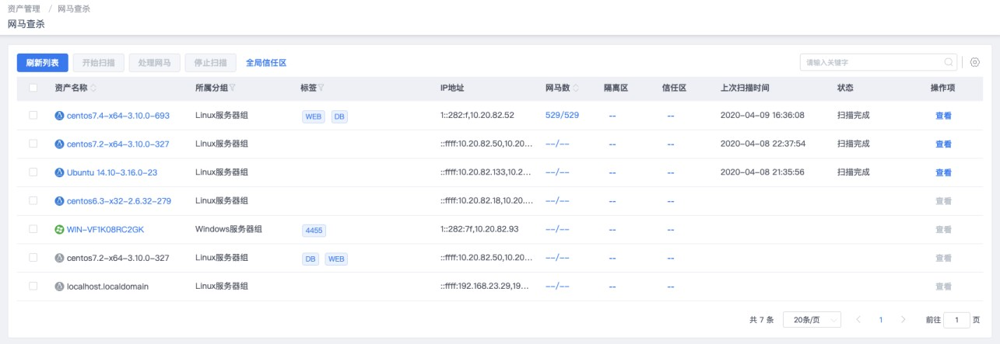 资产管理 / 网马查杀
网马查杀
刷新列表 开始扫描 处理网马 停止扫描 全局信任区 请输入关键字
资产名称 所属分组 标签 IP地址 网马数 隔离区 信任区 上次扫描时间 状态 操作项
centos7.4-x64-3.10.0-693 Linux服务器组 WEB DB 1::282:f,10.20.82.52 529/529 -- -- 2020-04-09 16:36:08 扫描完成 查看
centos7.2-x64-3.10.0-327 Linux服务器组 ::ffff:10.20.82.50,10.20... --/-- -- -- 2020-04-08 22:37:54 扫描完成 查看
Ubuntu 14.10-3.16.0-23 Linux服务器组 ::ffff:10.20.82.133,10.2... --/-- -- -- 2020-04-08 21:35:56 扫描完成 查看
centos6.3-x32-2.6.32-279 Linux服务器组 ::ffff:10.20.82.18,10.20.... --/-- -- -- 查看
WIN-VF1K08RC2GK Windows服务器组 4455 1::282:7f,10.20.82.93 --/-- -- -- 查看
centos7.2-x64-3.10.0-327 Linux服务器组 DB WEB ::ffff:10.20.82.50,10.20... --/-- -- -- 查看
localhost.localdomain Linux服务器组 ::ffff:192.168.23.29,19... --/-- -- -- 查看
共 7 条 20条/页 1 前往 1 页